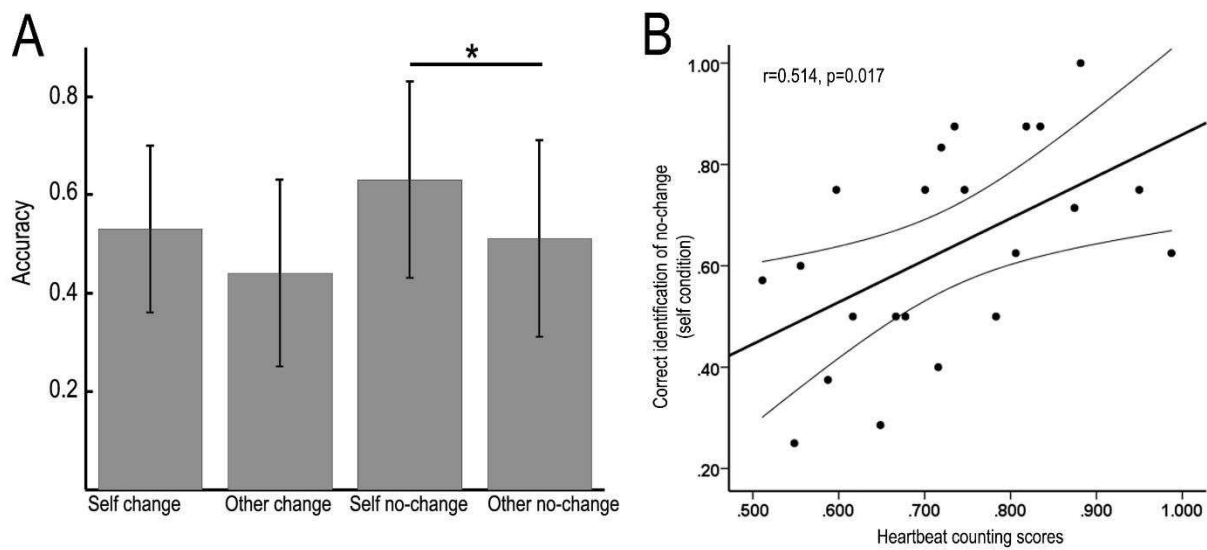 A
*
Accuracy
0.8
0.6
0.4
0.2
Self change
Other change
Self no-change
Other no-change
B
r=0.514, p=0.017
Correct identification of no-change
(self condition)
1.00
.80
.60
.40
.20
.500
.600
.700
.800
.900
1.000
Heartbeat counting scores